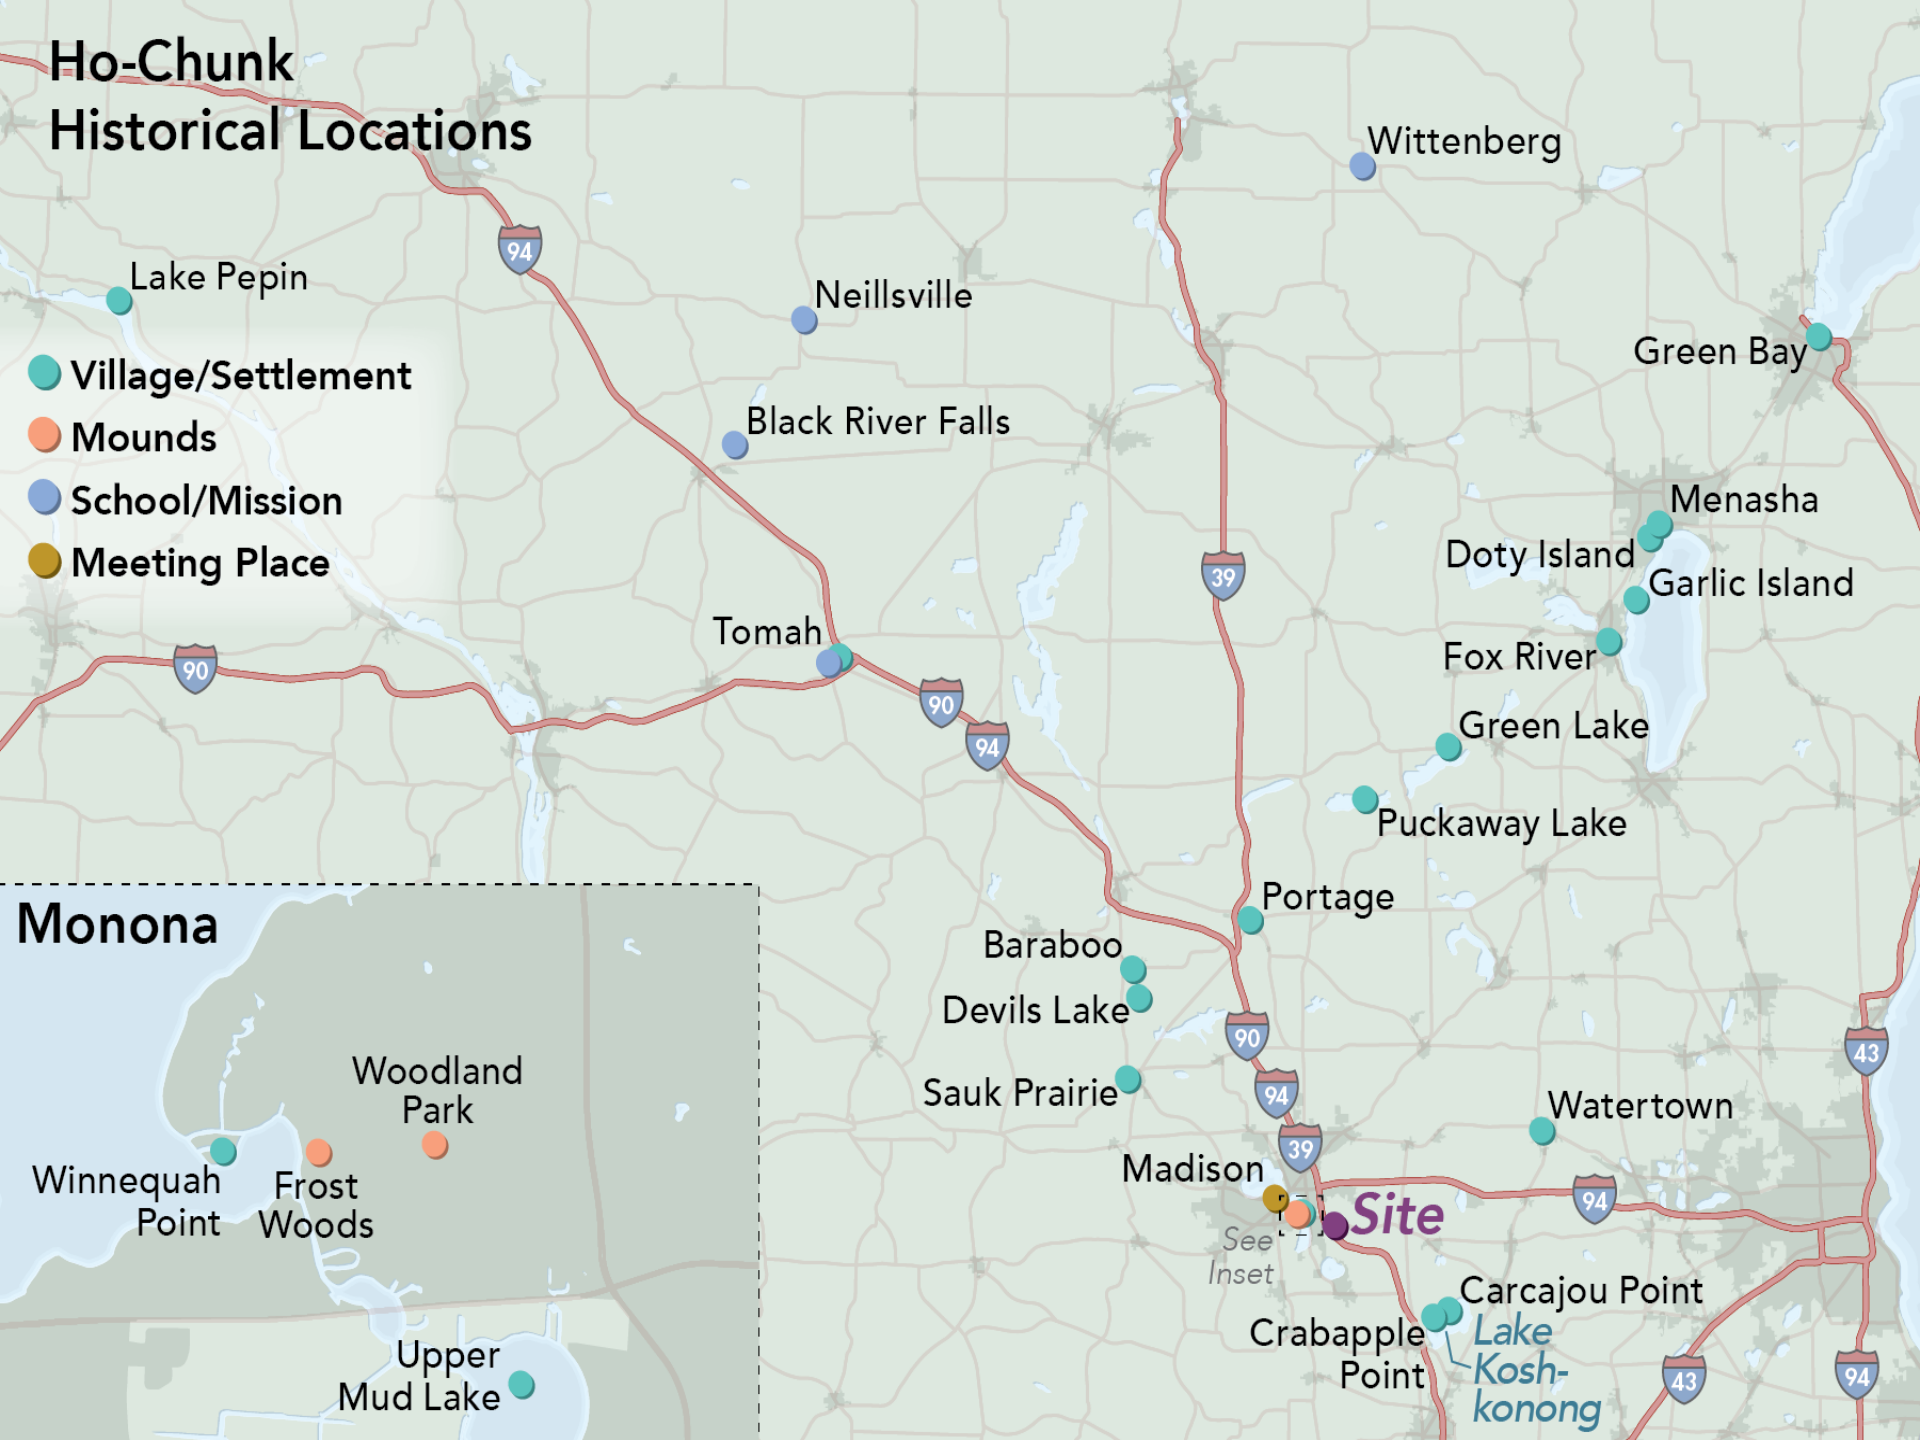 Ho-Chunk
Historical Locations
Wittenberg
94
Lake Pepin
Neillsville
Green Bay
Village/Settlement
Mounds
School/Mission
Meeting Place
Black River Falls
Menasha
Doty Island
39
Garlic Island
Tomah
Fox River
90
90
94
Green Lake
Puckaway Lake
Portage
Baraboo
Devils Lake
90
43
Sauk Prairie
94
Watertown
39
Madison
94
Site
See
Inset
Carcajou Point
Crabapple
Point
Lake
Kosh-
konong
43
94
Monona
Woodland
Park
Winnequah
Point
Frost
Woods
Upper
Mud Lake